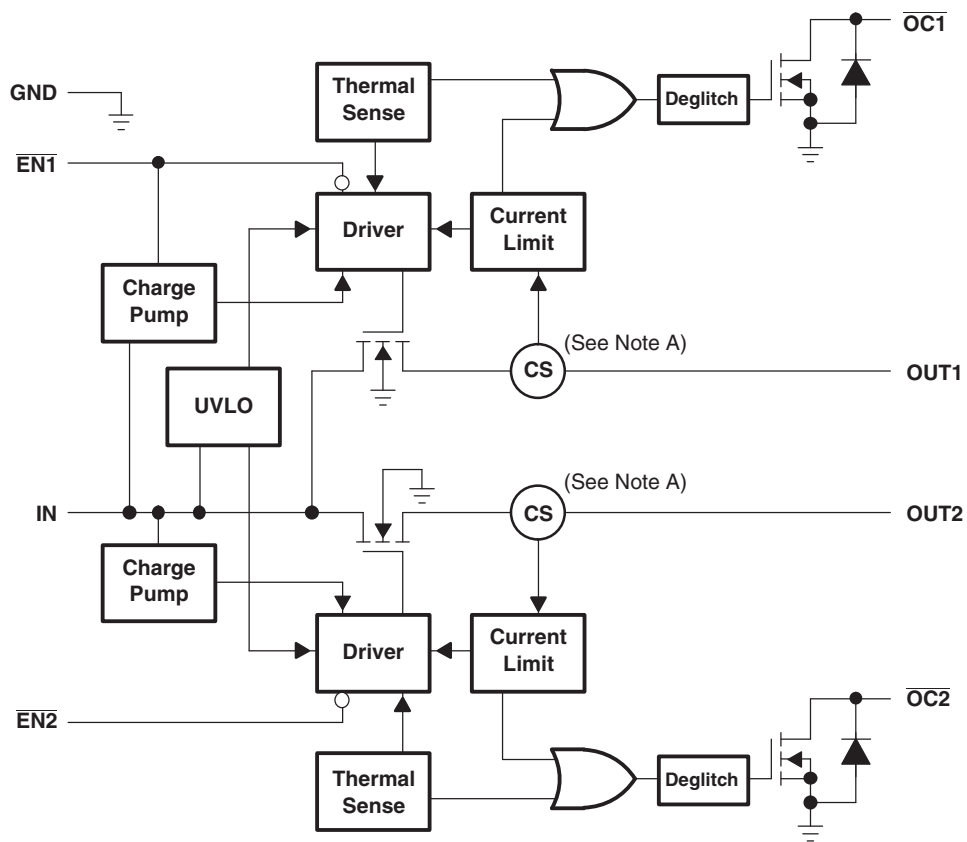 OC1
Thermal
Sense
Deglitch
GND
EN1
Driver
Current
Limit
Charge
Pump
(See Note A)
CS
OUT1
UVLO
(See Note A)
IN
CS
OUT2
Charge
Pump
Driver
Current
Limit
EN2
OC2
Thermal
Sense
Deglitch